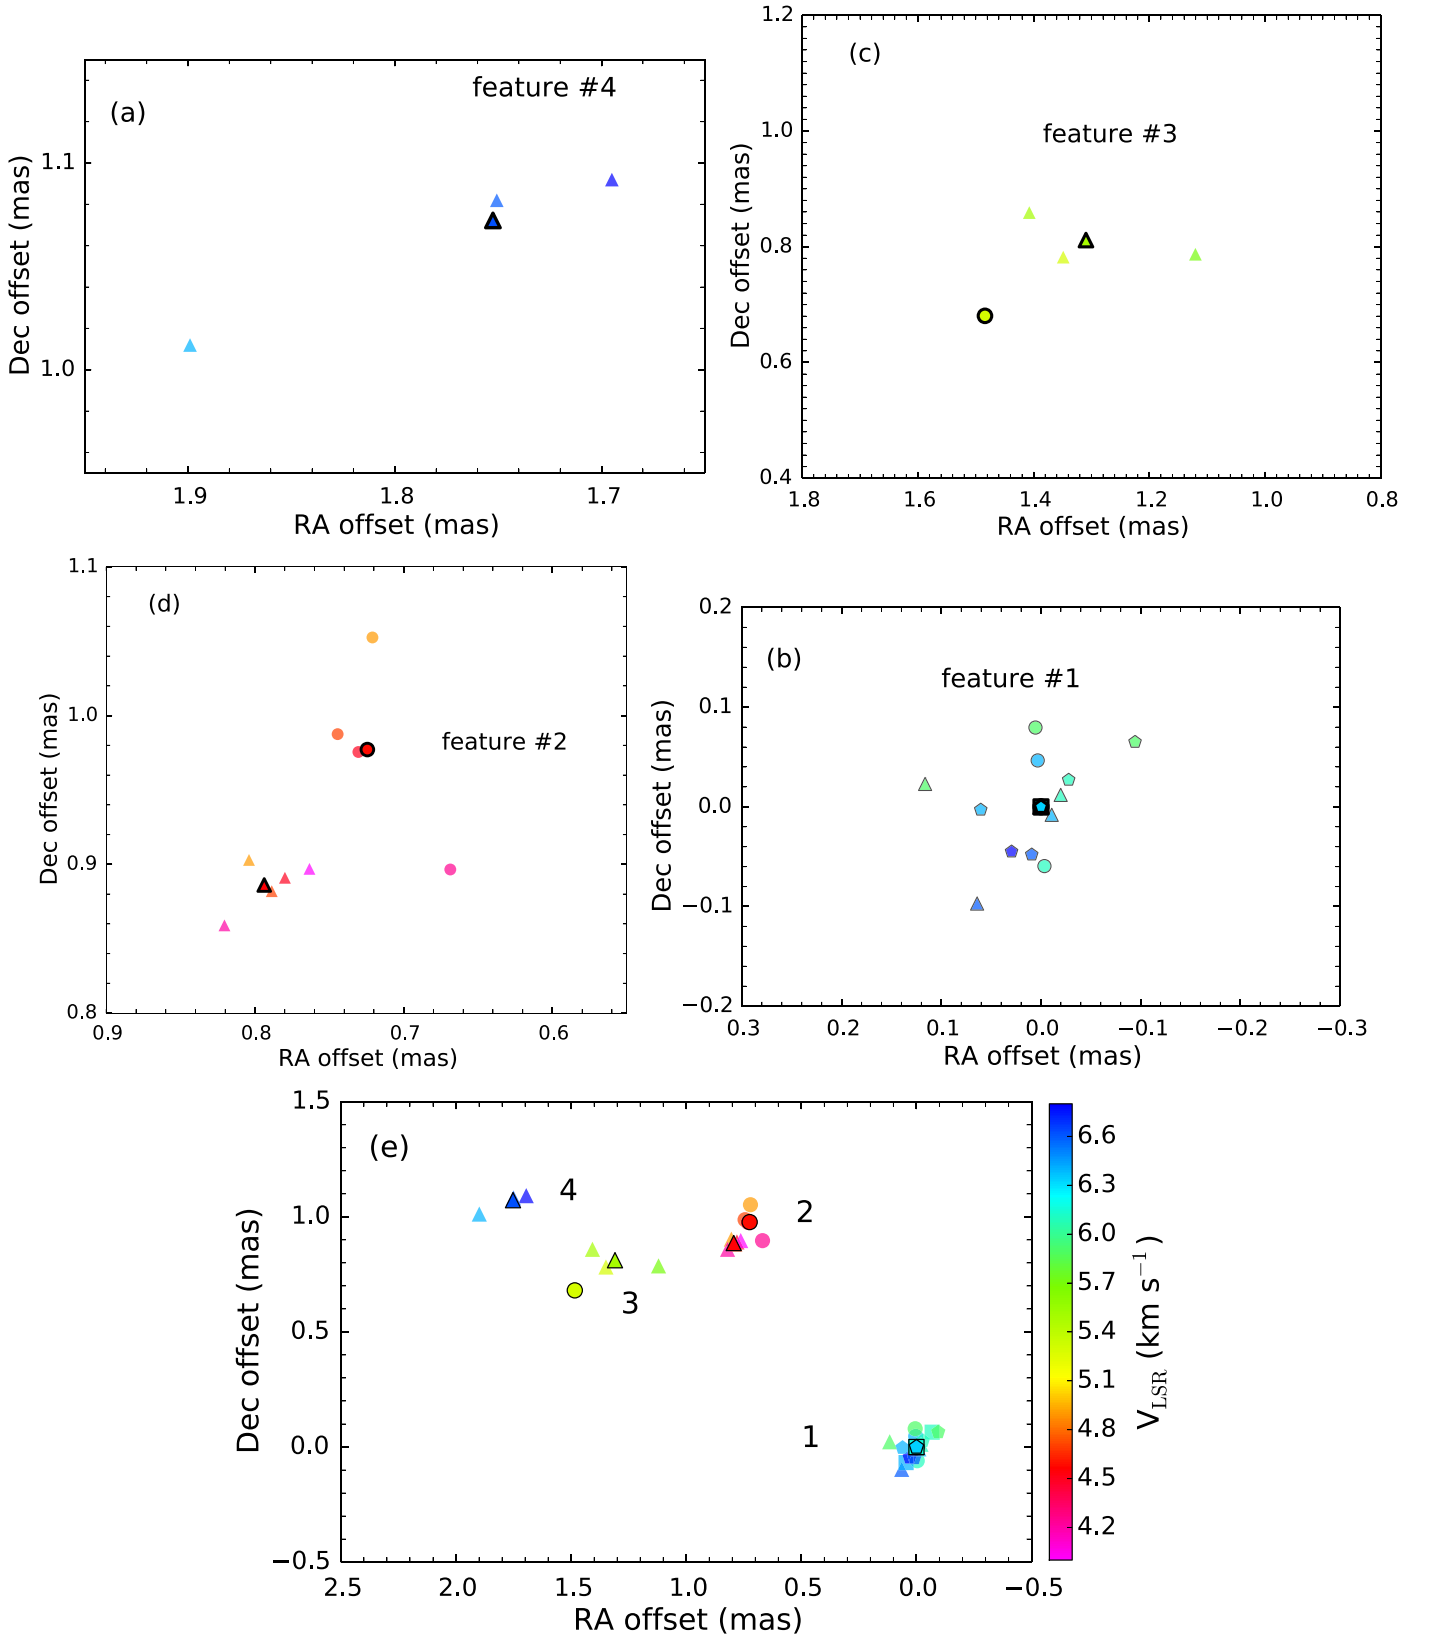 feature #4
(a)
Dec offset (mas)
1.1
1.0
1.9 1.8 1.7
RA offset (mas)
(c)
feature #3
Dec offset (mas)
1.2
1.0
0.8
0.6
0.4
1.8 1.6 1.4 1.2 1.0 0.8
RA offset (mas)
(d)
feature #2
Dec offset (mas)
1.1
1.0
0.9
0.8
0.9 0.8 0.7 0.6
RA offset (mas)
(b)
feature #1
Dec offset (mas)
0.2
0.1
0.0
−0.1
−0.2
0.3 0.2 0.1 0.0 −0.1 −0.2 −0.3
RA offset (mas)
(e)
4
2
3
1
Dec offset (mas)
1.5
1.0
0.5
0.0
−0.5
2.5 2.0 1.5 1.0 0.5 0.0 −0.5
RA offset (mas)
6.6
6.3
6.0
5.7
5.4
5.1
4.8
4.5
4.2
V_LSR (km s⁻¹)